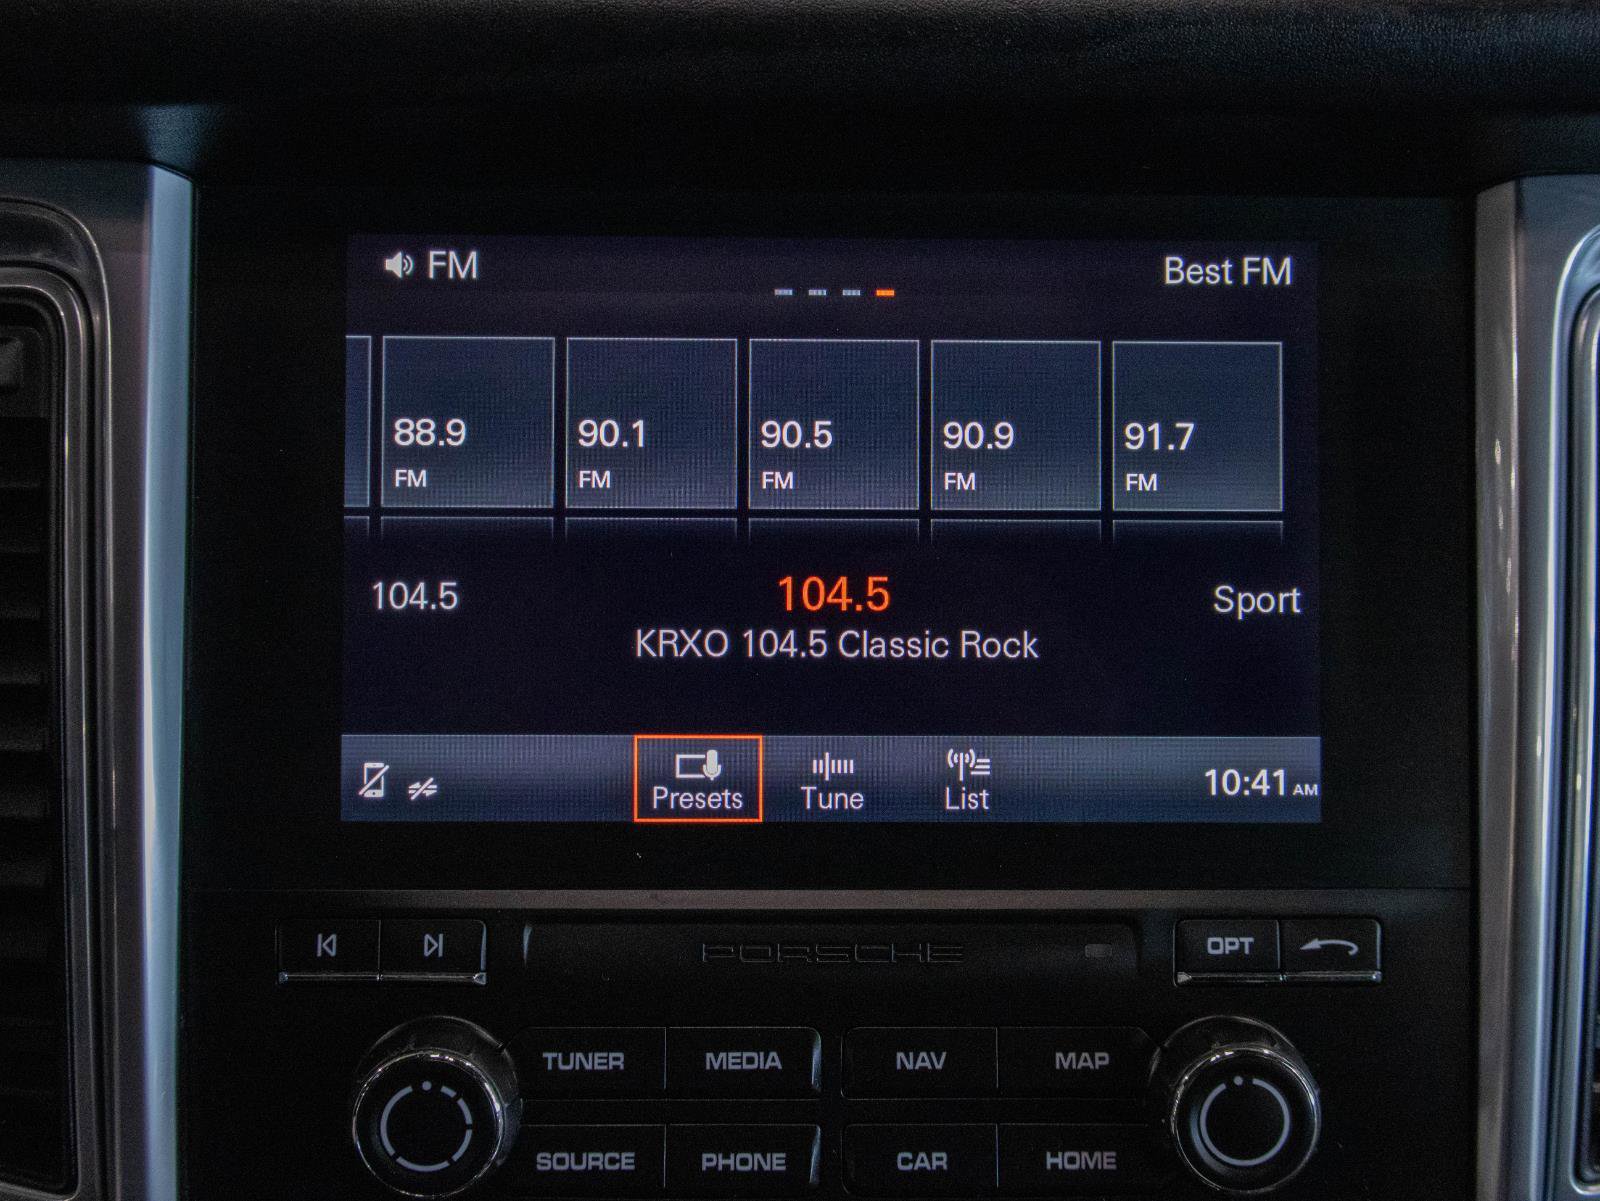 FM
Best FM
88.9 90.1 90.5 90.9 91.7
FM FM FM FM FM
104.5 104.5 Sport
KRXO 104.5 Classic Rock
Presets Tune List 10:41 AM
PORSCHE OPT
TUNER MEDIA NAV MAP
SOURCE PHONE CAR HOME